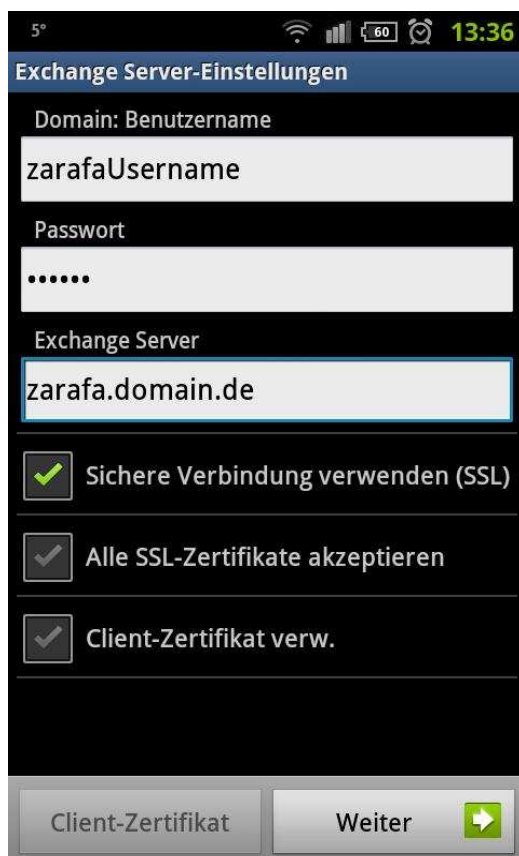 5°
60
13:36
Exchange Server-Einstellungen
Domain: Benutzername
zarafaUsername
Passwort
••••••
Exchange Server
zarafa.domain.de
Sichere Verbindung verwenden (SSL)
Alle SSL-Zertifikate akzeptieren
Client-Zertifikat verw.
Client-Zertifikat
Weiter